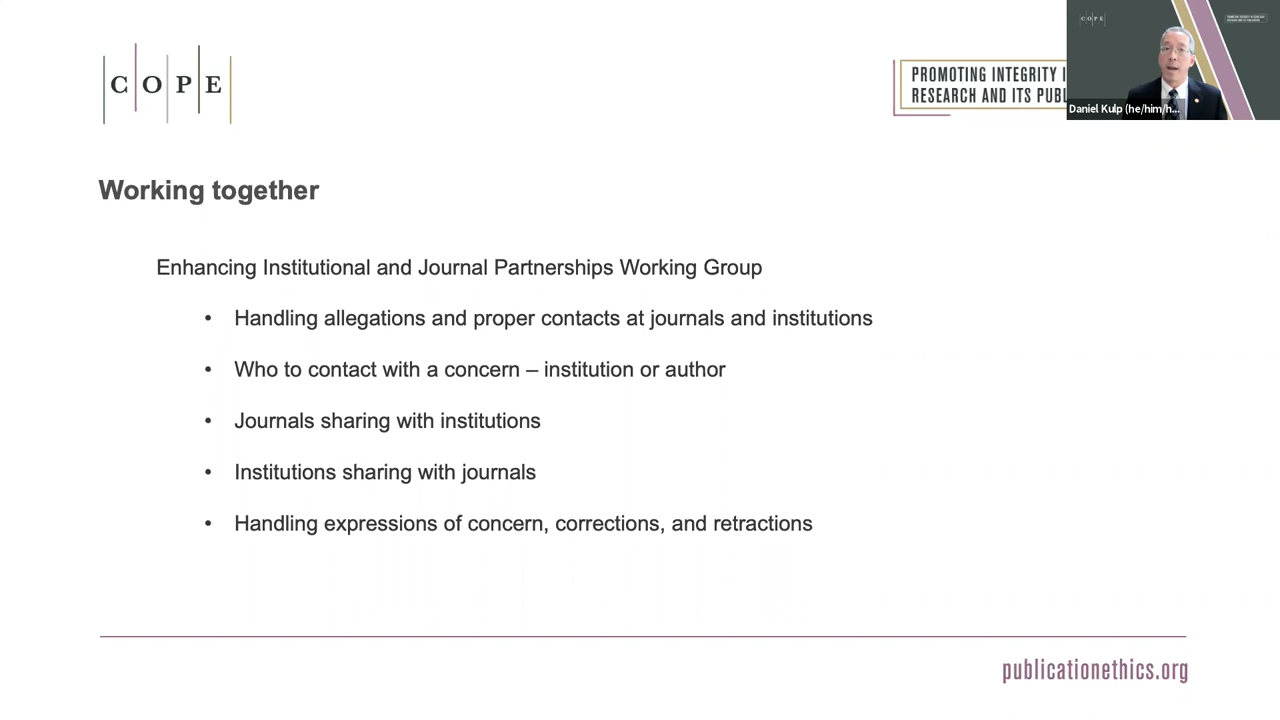 COPE
PROMOTING INTEGRITY I
RESEARCH AND ITS PUBL
COPE
Daniel Kulp (he/him/h...
Working together
Enhancing Institutional and Journal Partnerships Working Group
• Handling allegations and proper contacts at journals and institutions
• Who to contact with a concern – institution or author
• Journals sharing with institutions
• Institutions sharing with journals
• Handling expressions of concern, corrections, and retractions
publicationethics.org